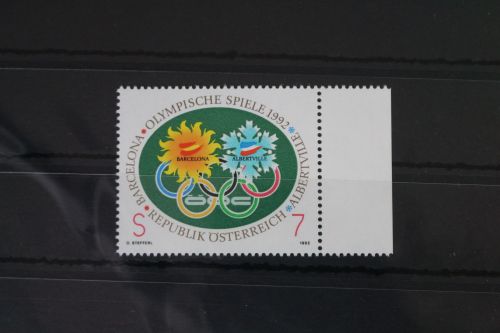 BARCELONA • OLYMPISCHE SPIELE 1992 * ALBERTVILLE
BARCELONA
ALBERTVILLE
S
7
• REPUBLIK ÖSTERREICH *
O. STEFFERL
1992